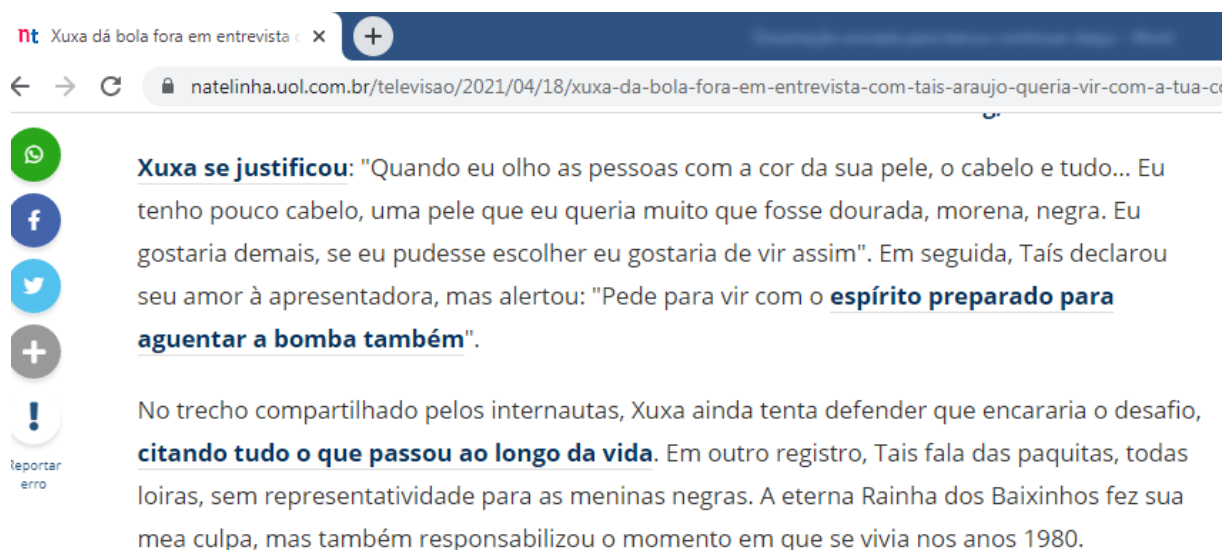 nt Xuxa dá bola fora em entrevista c
natelinha.uol.com.br/televisao/2021/04/18/xuxa-da-bola-fora-em-entrevista-com-tais-araujo-queria-vir-com-a-tua-co
Xuxa se justificou: "Quando eu olho as pessoas com a cor da sua pele, o cabelo e tudo... Eu
tenho pouco cabelo, uma pele que eu queria muito que fosse dourada, morena, negra. Eu
gostaria demais, se eu pudesse escolher eu gostaria de vir assim". Em seguida, Taís declarou
seu amor à apresentadora, mas alertou: "Pede para vir com o espírito preparado para
aguentar a bomba também".
No trecho compartilhado pelos internautas, Xuxa ainda tenta defender que encararia o desafio,
citando tudo o que passou ao longo da vida. Em outro registro, Tais fala das paquitas, todas
loiras, sem representatividade para as meninas negras. A eterna Rainha dos Baixinhos fez sua
mea culpa, mas também responsabilizou o momento em que se vivia nos anos 1980.
Reportar
erro